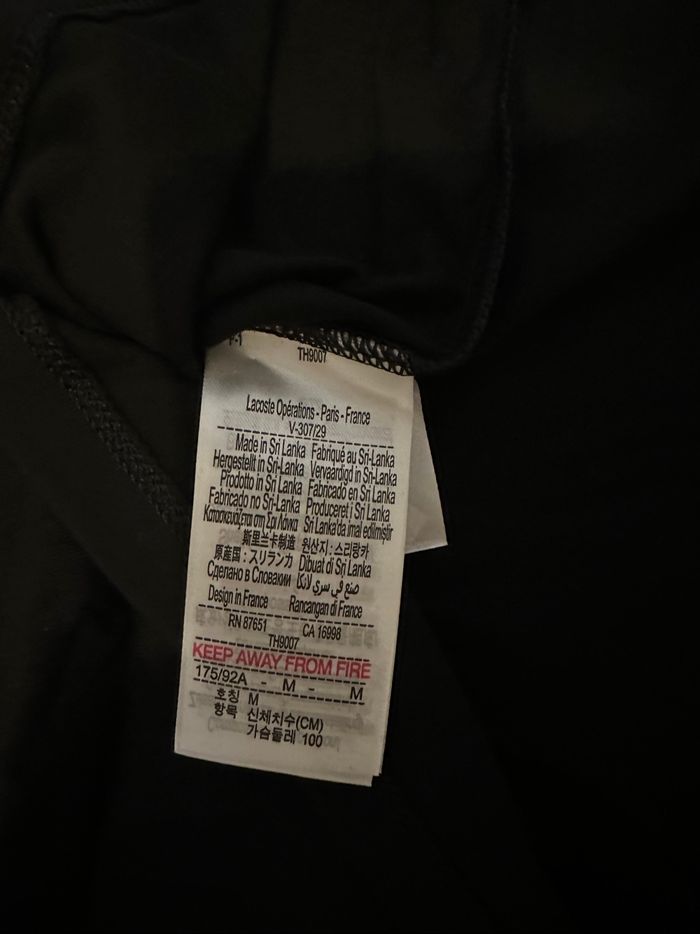 TH9007
Lacoste Opérations - Paris - France
V-307/29
Made in Sri Lanka Fabriqué au Sri-Lanka
Hergestellt in Sri-Lanka Vervaardigd in Sri-Lanka
Prodotto in Sri Lanka Fabricado en Sri Lanka
Fabricado no Sri-Lanka Produceret i Sri Lanka
Κατασκευάζεται στη Σρι Λανκα Sri Lanka'da imal edilmiştir
斯里兰卡制造 원산지 : 스리랑카
原産国 : スリランカ Dibuat di Sri Lanka
Сделано в Словакии صنع في سري لانكا
Design in France Rancangan di France
RN 87651 CA 16998
TH9007
KEEP AWAY FROM FIRE
175/92A - M - M
호칭 M
항목 신체치수(CM)
가슴둘레 100